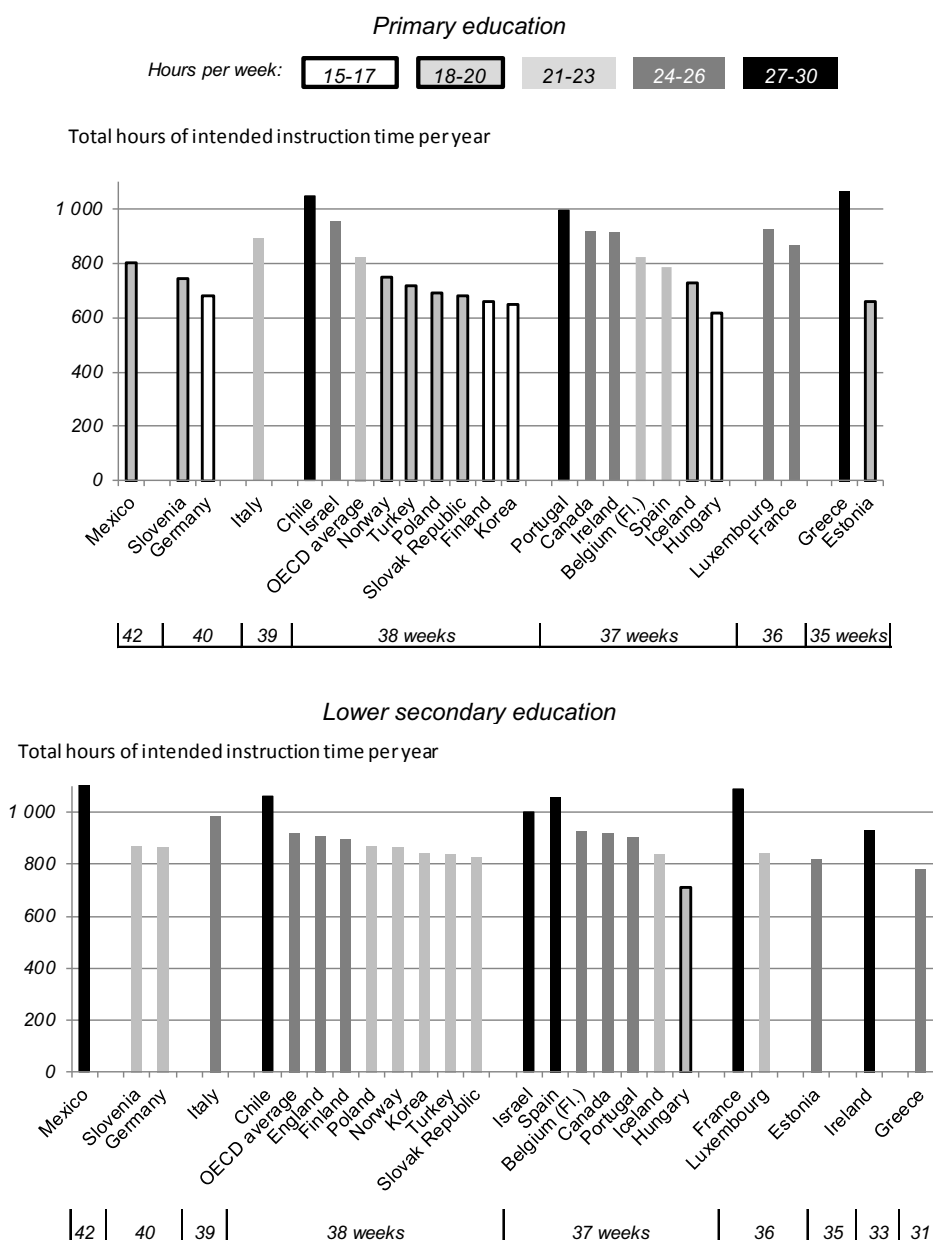 Primary education
Hours per week: 15-17 18-20 21-23 24-26 27-30
Total hours of intended instruction time per year
1 000
800
600
400
200
0
Mexico
Slovenia
Germany
Italy
Chile
Israel
OECD average
Norway
Turkey
Poland
Slovak Republic
Finland
Korea
Portugal
Canada
Ireland
Belgium (Fl.)
Spain
Iceland
Hungary
Luxembourg
France
Greece
Estonia
42 40 39 38 weeks 37 weeks 36 35 weeks
Lower secondary education
Total hours of intended instruction time per year
1 000
800
600
400
200
0
Mexico
Slovenia
Germany
Italy
Chile
OECD average
England
Finland
Poland
Norway
Korea
Turkey
Slovak Republic
Israel
Spain
Belgium (Fl.)
Canada
Portugal
Iceland
Hungary
France
Luxembourg
Estonia
Ireland
Greece
42 40 39 38 weeks 37 weeks 36 35 33 31